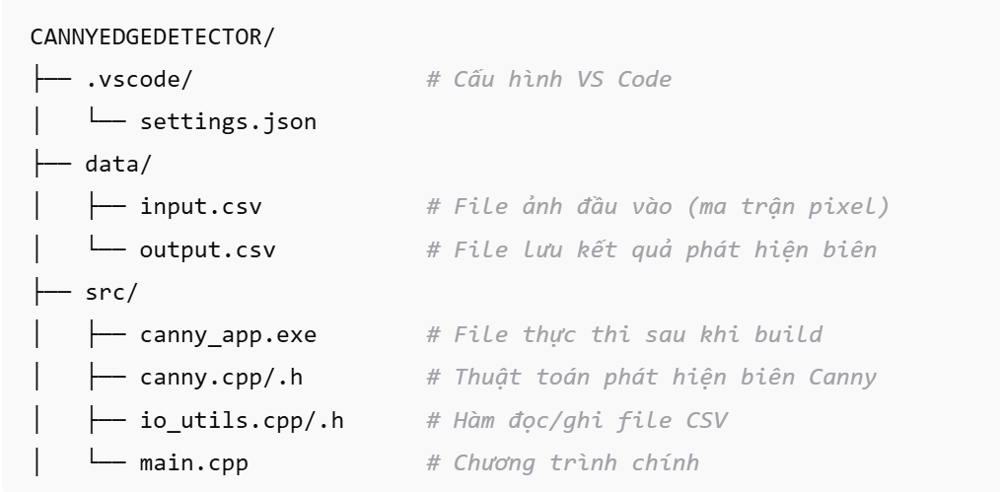 CANNYEDGEDETECTOR/
├── .vscode/                 # Cấu hình VS Code
│   └── settings.json
├── data/
│   ├── input.csv            # File ảnh đầu vào (ma trận pixel)
│   └── output.csv           # File lưu kết quả phát hiện biên
├── src/
│   ├── canny_app.exe        # File thực thi sau khi build
│   ├── canny.cpp/.h         # Thuật toán phát hiện biên Canny
│   ├── io_utils.cpp/.h      # Hàm đọc/ghi file CSV
│   └── main.cpp             # Chương trình chính